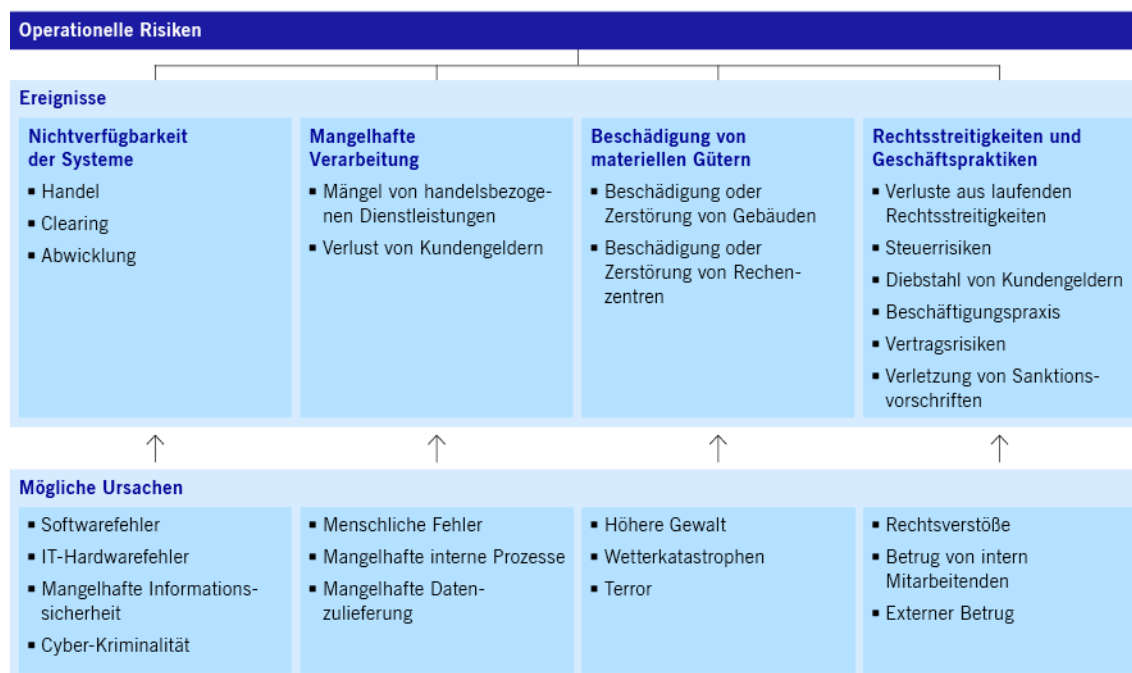 Operationelle Risiken
Ereignisse
Nichtverfügbarkeit
der Systeme
▪ Handel
▪ Clearing
▪ Abwicklung
Mangelhafte
Verarbeitung
▪ Mängel von handelsbezoge-
nen Dienstleistungen
▪ Verlust von Kundengeldern
Beschädigung von
materiellen Gütern
▪ Beschädigung oder
Zerstörung von Gebäuden
▪ Beschädigung oder
Zerstörung von Rechen-
zentren
Rechtsstreitigkeiten und
Geschäftspraktiken
▪ Verluste aus laufenden
Rechtsstreitigkeiten
▪ Steuerrisiken
▪ Diebstahl von Kundengeldern
▪ Beschäftigungspraxis
▪ Vertragsrisiken
▪ Verletzung von Sanktions-
vorschriften
Mögliche Ursachen
▪ Softwarefehler
▪ IT-Hardwarefehler
▪ Mangelhafte Informations-
sicherheit
▪ Cyber-Kriminalität
▪ Menschliche Fehler
▪ Mangelhafte interne Prozesse
▪ Mangelhafte Daten-
zulieferung
▪ Höhere Gewalt
▪ Wetterkatastrophen
▪ Terror
▪ Rechtsverstöße
▪ Betrug von intern
Mitarbeitenden
▪ Externer Betrug